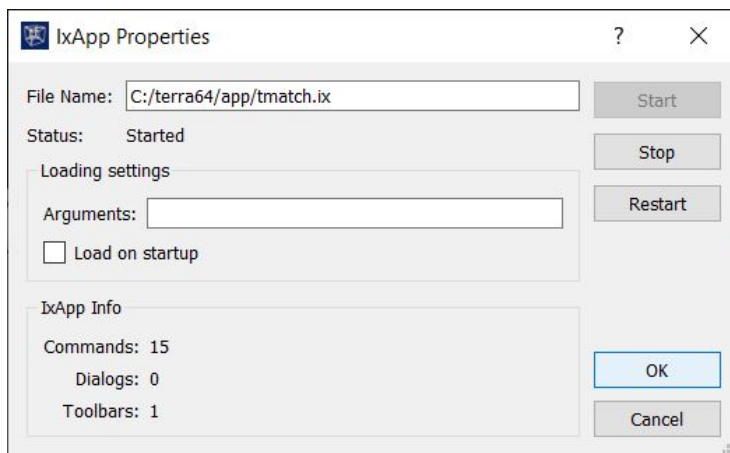 IxApp Properties
?
File Name: C:/terra64/app/tmatch.ix
Start
Status: Started
Stop
Loading settings
Restart
Arguments:
Load on startup
IxApp Info
Commands: 15
Dialogs: 0
Toolbars: 1
OK
Cancel